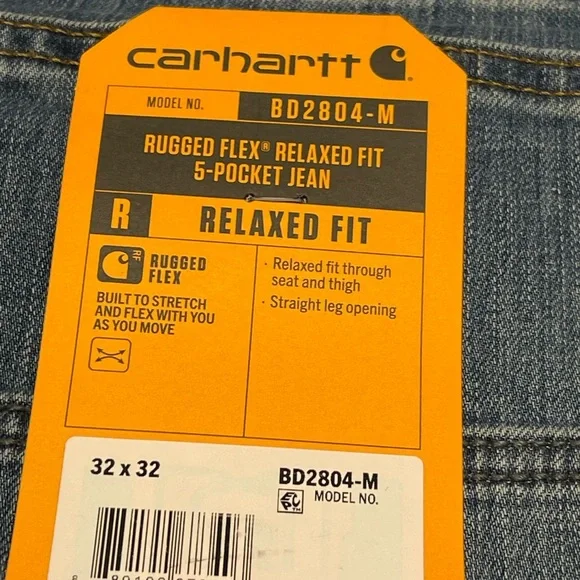 carhartt
MODEL NO. BD2804-M
RUGGED FLEX® RELAXED FIT
5-POCKET JEAN
R RELAXED FIT
RF
RUGGED
FLEX
BUILT TO STRETCH
AND FLEX WITH YOU
AS YOU MOVE
· Relaxed fit through
seat and thigh
· Straight leg opening
32 x 32
BD2804-M
MODEL NO.